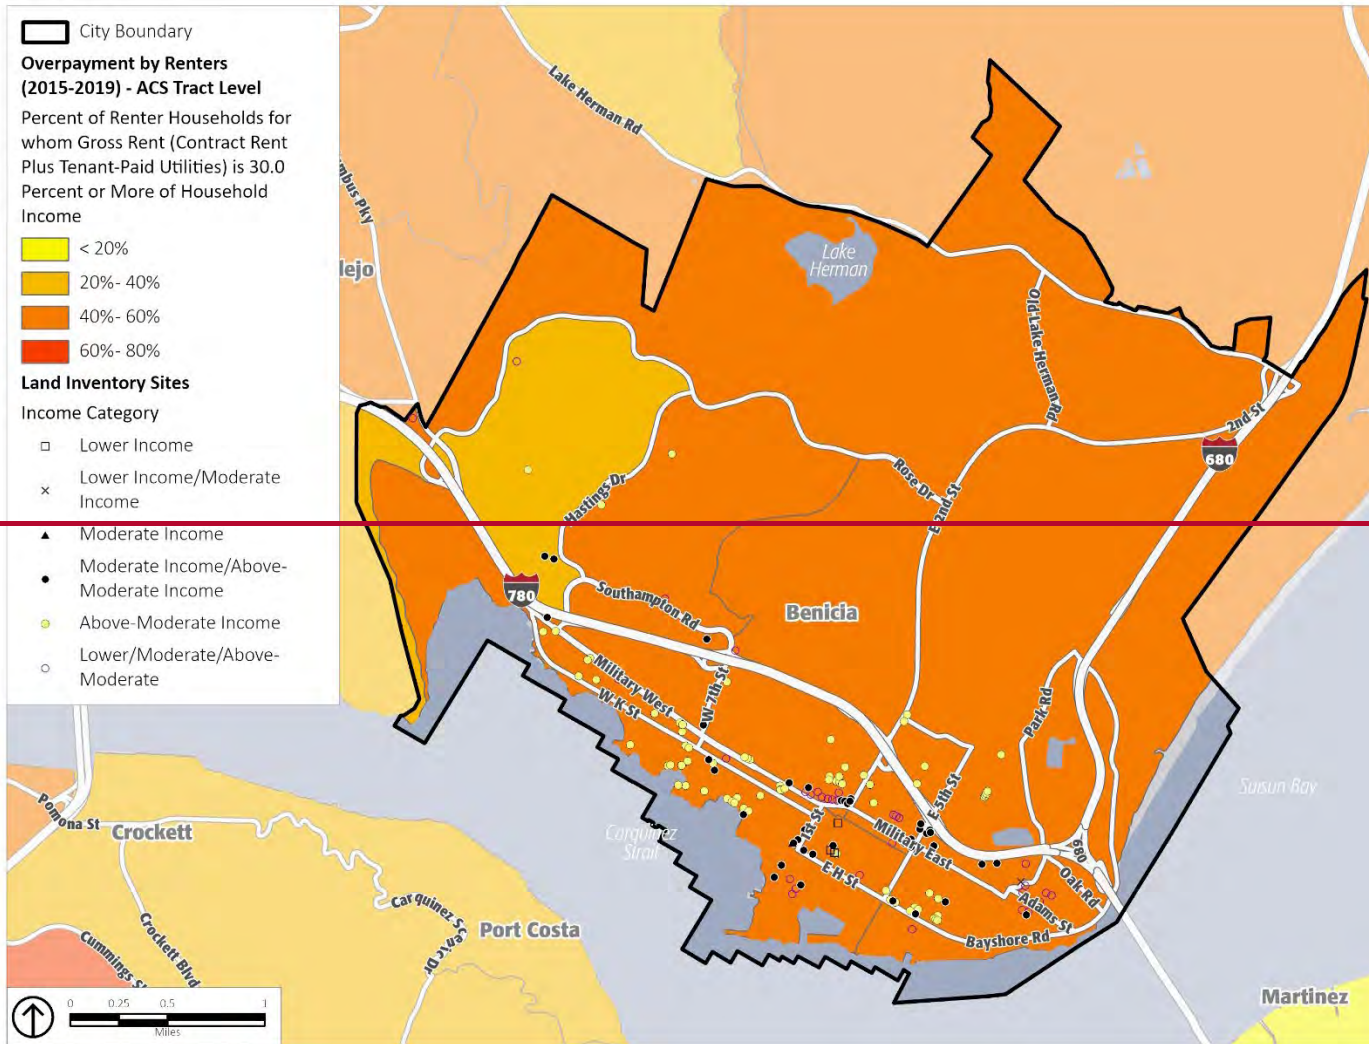 City Boundary
Overpayment by Renters
(2015-2019) - ACS Tract Level
Percent of Renter Households for
whom Gross Rent (Contract Rent
Plus Tenant-Paid Utilities) is 30.0
Percent or More of Household
Income
< 20%
20%- 40%
40%- 60%
60%- 80%
Land Inventory Sites
Income Category
Lower Income
Lower Income/Moderate
Income
Moderate Income
Moderate Income/Above-
Moderate Income
Above-Moderate Income
Lower/Moderate/Above-
Moderate
Lake Herman Rd
mbus Pky
lejo
Lake
Herman
Old Lake Herman Rd
2nd St
680
Rose Dr
E 2nd St
Hastings Dr
780
Southampton Rd
Benicia
Military West
W K St
W 7th St
Park Rd
E 5th St
Suisun Bay
1st St
Military East
680
Carquinez
Strait
E H St
Oak Rd
Adams St
Bayshore Rd
Pomona St
Crockett
Carquinez Scenic Dr
Crockett Blvd
Port Costa
Cummings S
Martinez
0 0.25 0.5 1
Miles